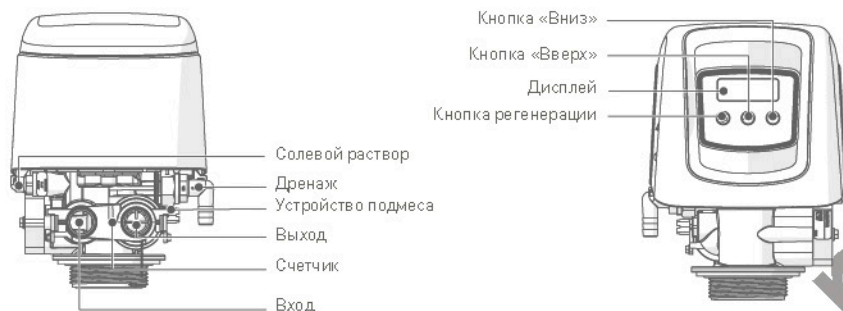 Кнопка «Вниз»
Кнопка «Вверх»
Дисплей
Кнопка регенерации
Солевой раствор
Дренаж
Устройство подмеса
Выход
Счетчик
Вход